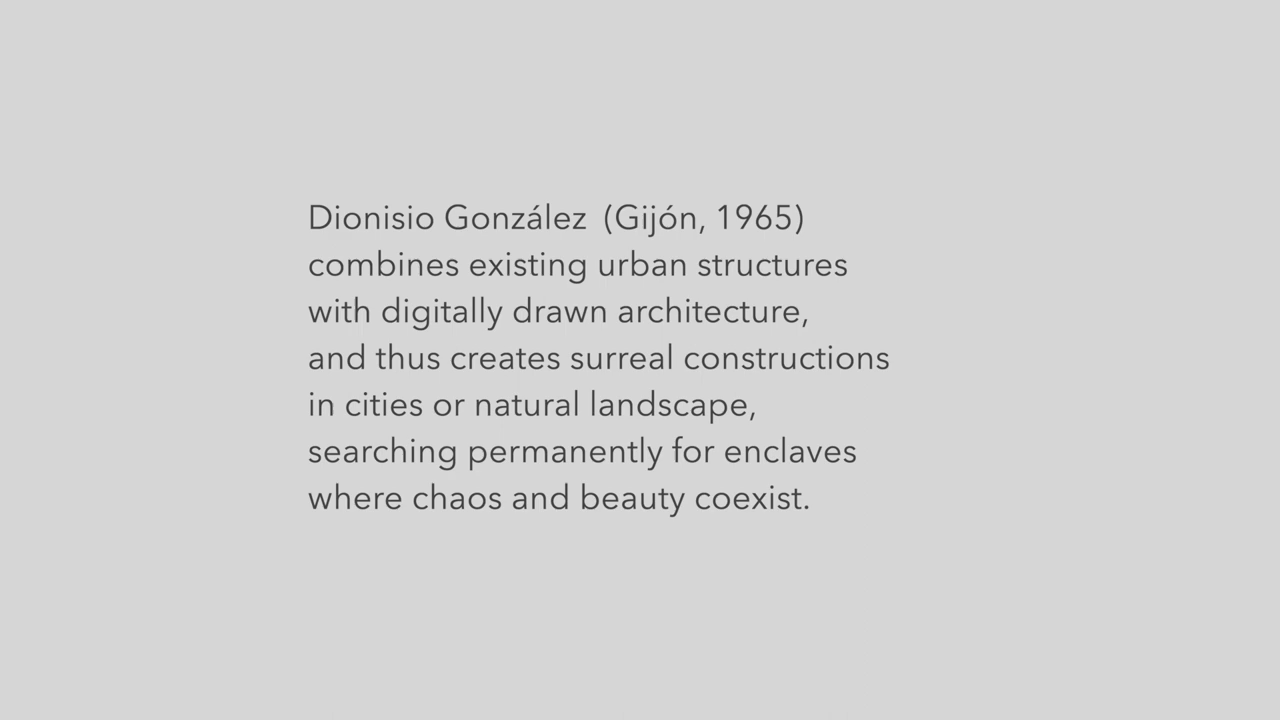 Dionisio González (Gijón, 1965)
combines existing urban structures
with digitally drawn architecture,
and thus creates surreal constructions
in cities or natural landscape,
searching permanently for enclaves
where chaos and beauty coexist.